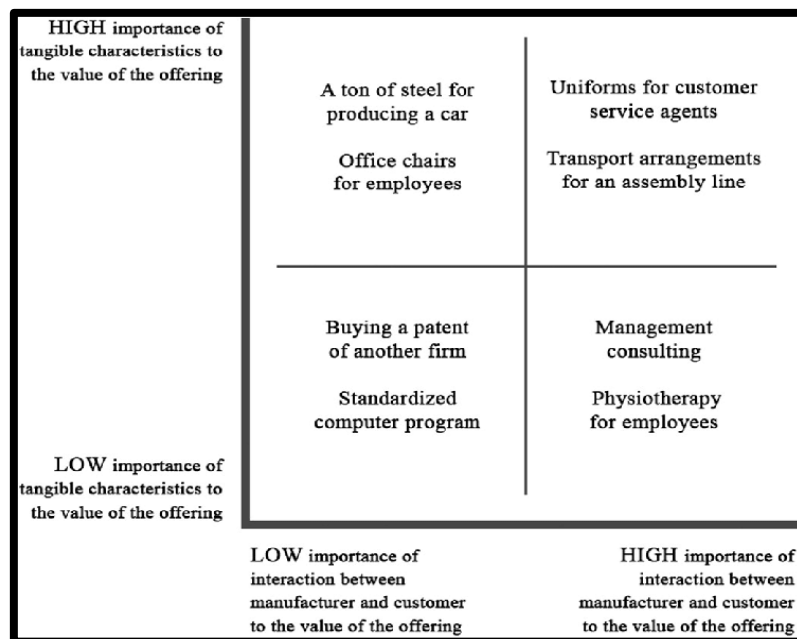 HIGH importance of
tangible characteristics to
the value of the offering
A ton of steel for
producing a car
Office chairs
for employees
Uniforms for customer
service agents
Transport arrangements
for an assembly line
Buying a patent
of another firm
Standardized
computer program
Management
consulting
Physiotherapy
for employees
LOW importance of
tangible characteristics to
the value of the offering
LOW importance of
interaction between
manufacturer and customer
to the value of the offering
HIGH importance of
interaction between
manufacturer and customer
to the value of the offering